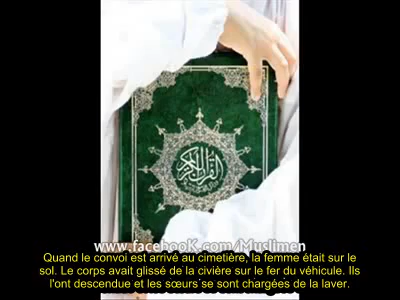 القرآن الكريم
www.facebooK.com/Muslimen
Quand le convoi est arrivé au cimetière, la femme était sur le
sol. Le corps avait glissé de la civière sur le fer du véhicule. Ils
l'ont descendue et les sœurs se sont chargées de la laver.